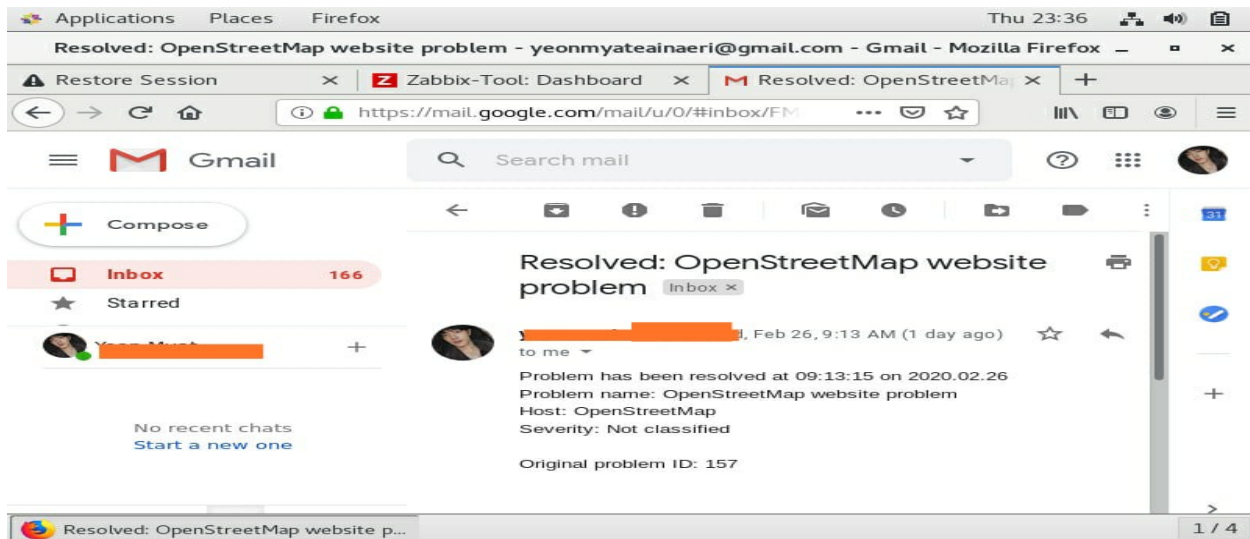 Applications Places Firefox Thu 23:36
Resolved: OpenStreetMap website problem - yeonmyateainaeri@gmail.com - Gmail - Mozilla Firefox
Restore Session Zabbix-Tool: Dashboard Resolved: OpenStreetMa
https://mail.google.com/mail/u/0/#inbox/FM
Gmail Search mail
Compose
31
Resolved: OpenStreetMap website
problem Inbox ×
Inbox 166
Starred
, Feb 26, 9:13 AM (1 day ago)
to me
Problem has been resolved at 09:13:15 on 2020.02.26
Problem name: OpenStreetMap website problem
Host: OpenStreetMap
Severity: Not classified
Original problem ID: 157
No recent chats
Start a new one
Resolved: OpenStreetMap website p... 1 / 4